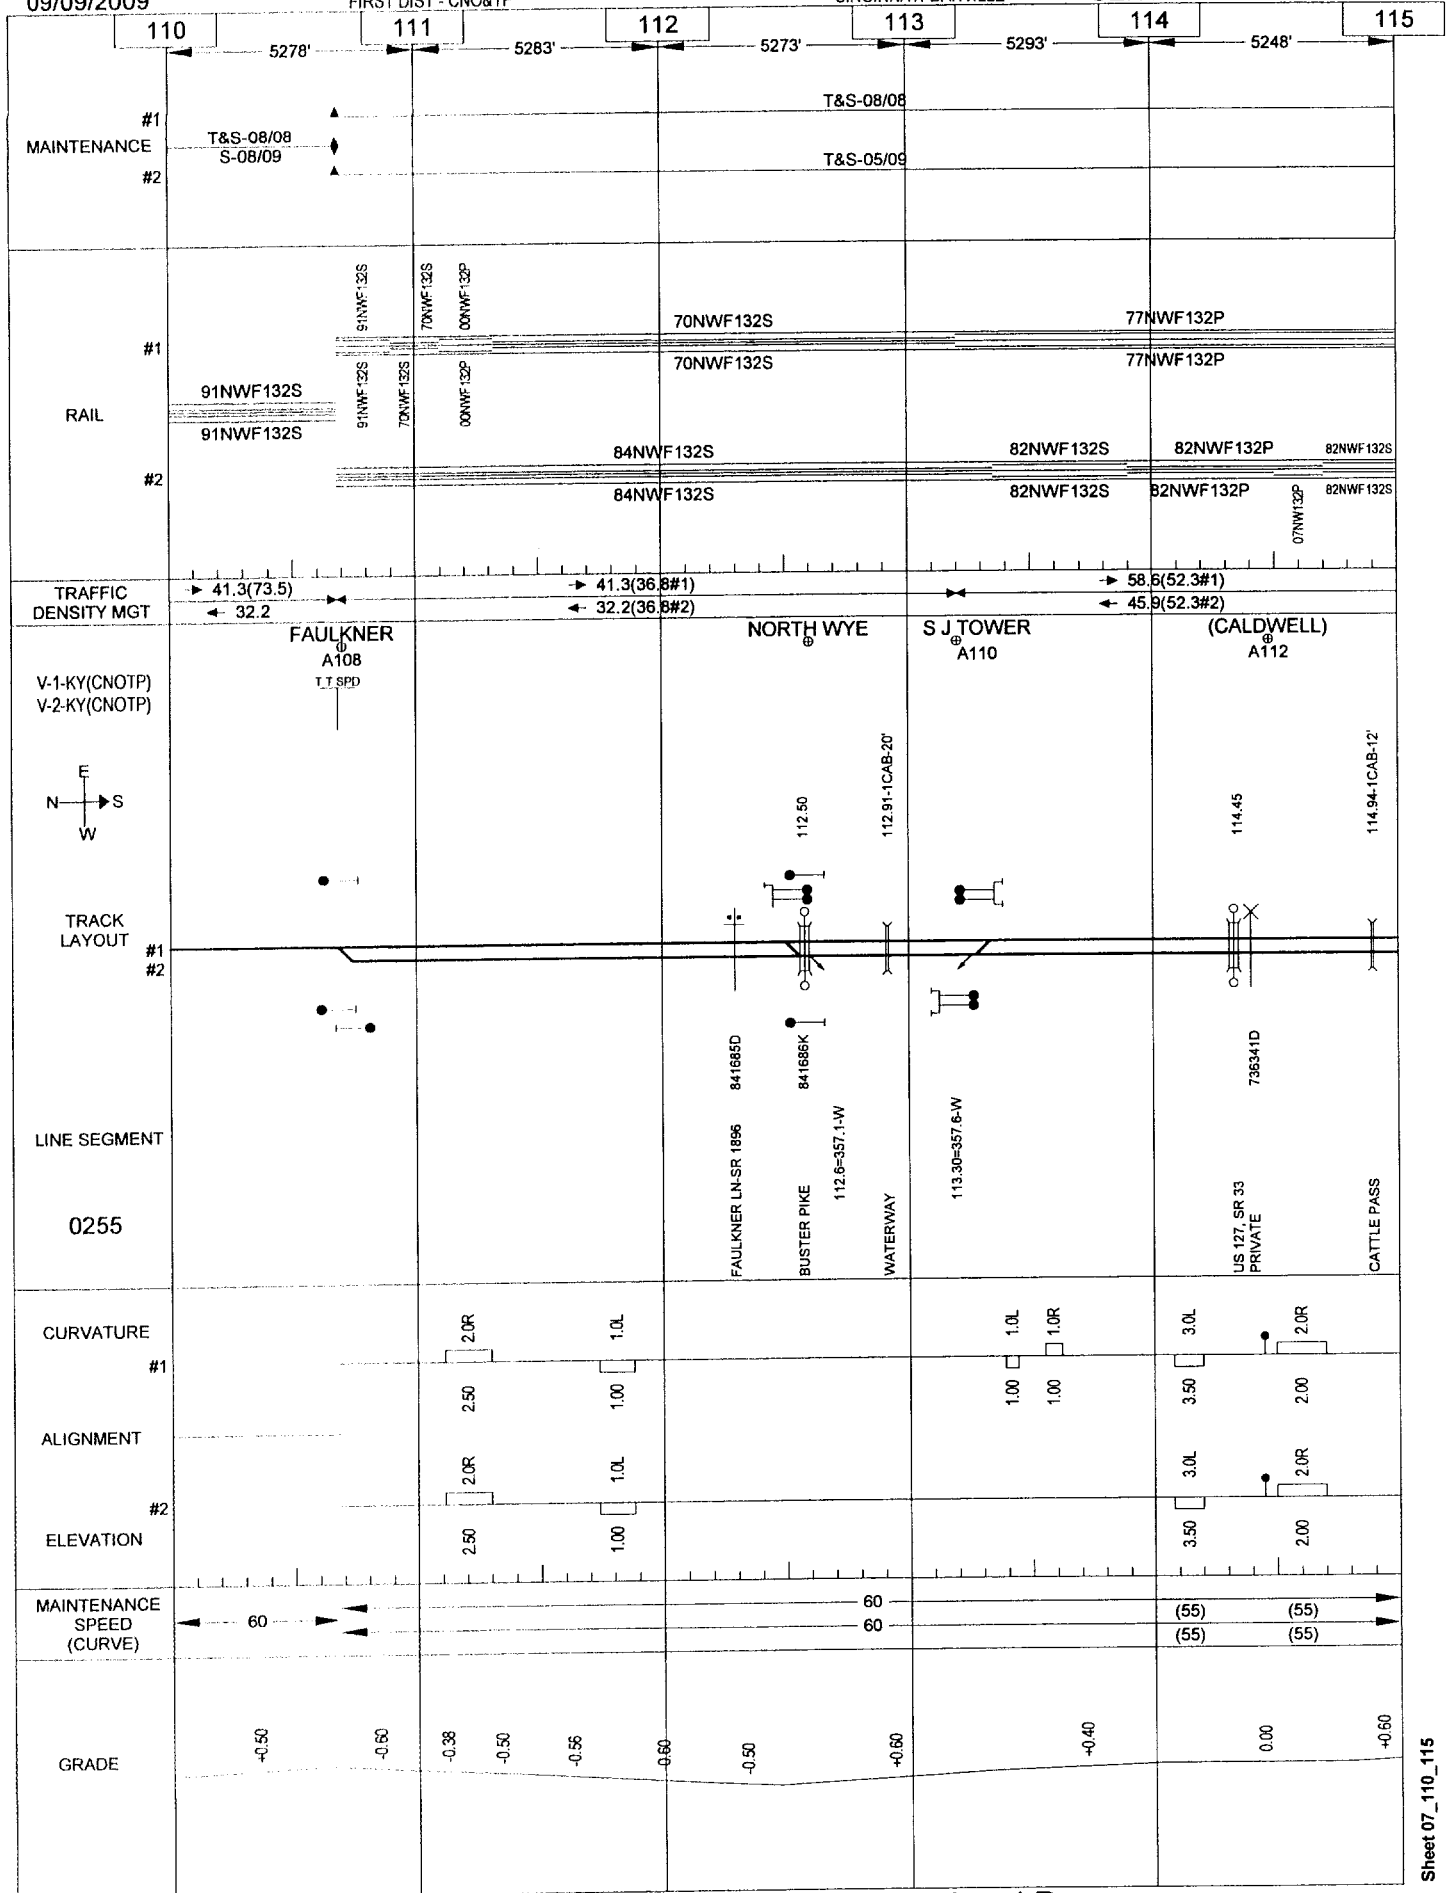 09/09/2009
FIRST DIST - CNO&TP
110 111 112 113 114 115
5278' 5283' 5273' 5293' 5248'
MAINTENANCE
#1
#2
T&S-08/08
S-08/09
T&S-08/08
T&S-05/09
RAIL
#1
#2
91NWF132S
91NWF132S
91NWF132S 70NWF132S 00NWF132P
70NWF132S 77NWF132P
91NWF132S 70NWF132S 00NWF132P
70NWF132S 77NWF132P
84NWF132S 82NWF132S 82NWF132P 82NWF132S
84NWF132S 82NWF132S 82NWF132P 07NW132P 82NWF132S
TRAFFIC
DENSITY MGT
41.3(73.5) 41.3(36.8#1) 58.6(52.3#1)
32.2 32.2(36.8#2) 45.9(52.3#2)
FAULKNER NORTH WYE S J TOWER (CALDWELL)
A108 A110 A112
T T SPD
V-1-KY(CNOTP)
V-2-KY(CNOTP)
E
N S
W
112.50 112.91-1CAB-20' 114.45 114.94-1CAB-12'
TRACK
LAYOUT
#1
#2
841685D 841686K 736341D
LINE SEGMENT
0255
FAULKNER LN-SR 1896
BUSTER PIKE
112.6=357.1-W
WATERWAY
113.30=357.6-W
US 127, SR 33
PRIVATE
CATTLE PASS
CURVATURE
#1
2.0R 1.0L 1.0L 1.0R 3.0L 2.0R
2.50 1.00 1.00 1.00 3.50 2.00
ALIGNMENT
#2
2.0R 1.0L 3.0L 2.0R
ELEVATION
2.50 1.00 3.50 2.00
MAINTENANCE
SPEED
(CURVE)
60
60 (55) (55)
60 (55) (55)
GRADE
+0.50 -0.60 -0.38 -0.50 -0.56 -0.60 -0.50 +0.60 +0.40 0.00 +0.60
Sheet 07_110_115